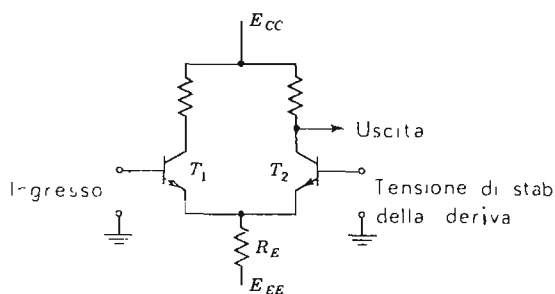 E_CC
Uscita
T_1
T_2
Ingresso
Tensione di stab
della deriva
R_E
E_EE